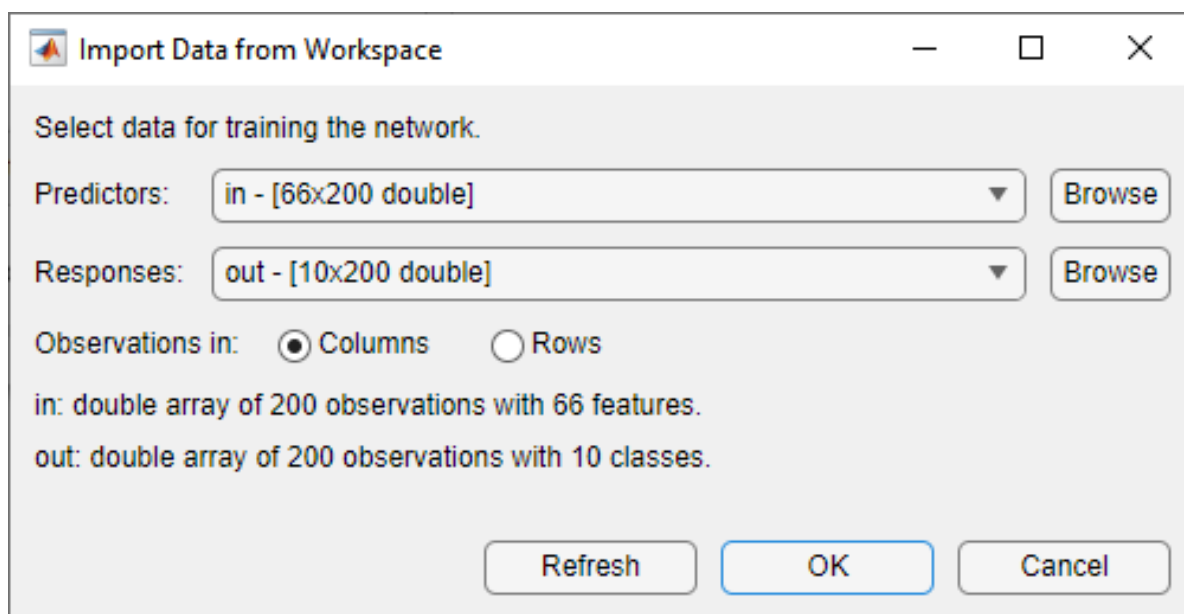 Import Data from Workspace
Select data for training the network.
Predictors: in - [66x200 double] Browse
Responses: out - [10x200 double] Browse
Observations in: Columns Rows
in: double array of 200 observations with 66 features.
out: double array of 200 observations with 10 classes.
Refresh OK Cancel